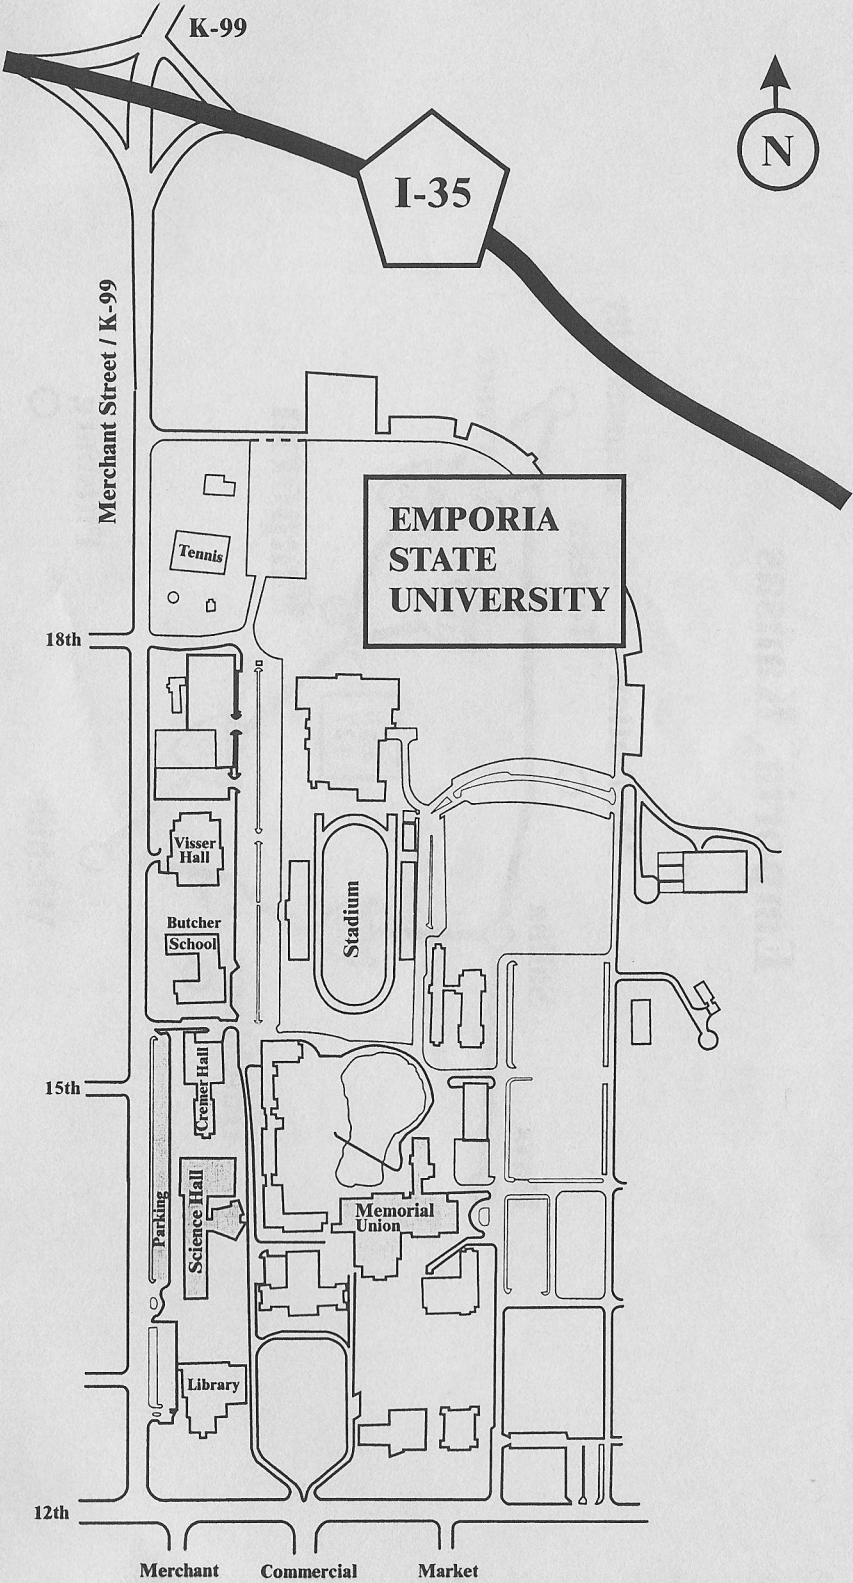 K-99
N
I-35
Merchant Street / K-99
EMPORIA
STATE
UNIVERSITY
Tennis
18th
Visser
Hall
Butcher
School
Stadium
15th
Cremer Hall
Parking
Science Hall
Memorial
Union
Library
12th
Merchant
Commercial
Market